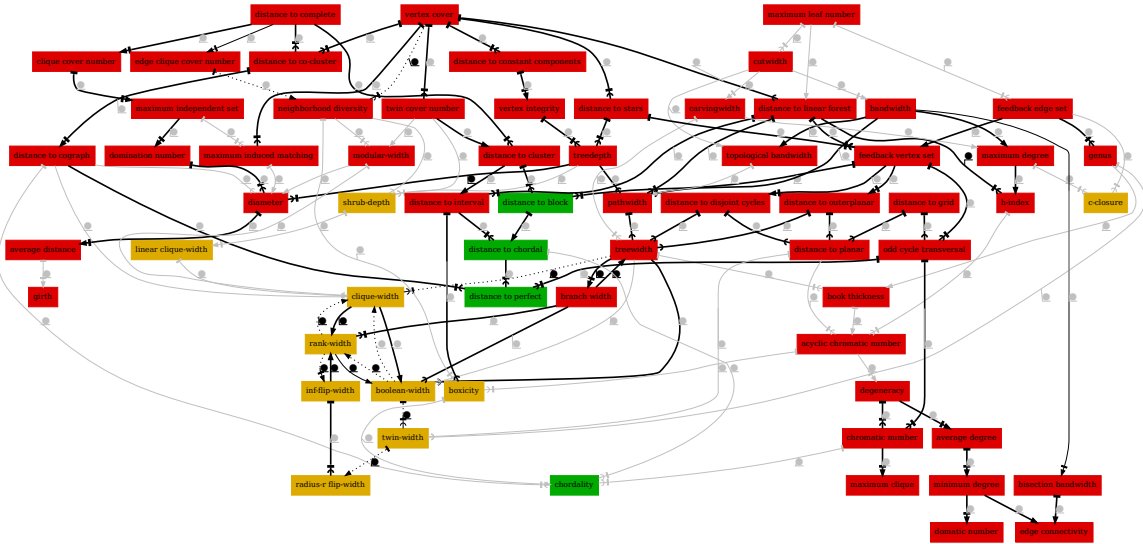 distance to complete
vertex cover
maximum leaf number
clique cover number
edge clique cover number
distance to co-cluster
distance to constant components
cutwidth
maximum independent set
neighborhood diversity
twin cover number
vertex integrity
distance to stars
carvingwidth
distance to linear forest
bandwidth
feedback edge set
distance to cograph
domination number
maximum induced matching
modular-width
distance to cluster
treedepth
topological bandwidth
feedback vertex set
maximum degree
genus
diameter
shrub-depth
distance to interval
distance to block
pathwidth
distance to disjoint cycles
distance to outerplanar
distance to grid
h-index
c-closure
average distance
linear clique-width
distance to chordal
treewidth
distance to planar
odd cycle transversal
girth
clique-width
distance to perfect
branch width
book thickness
rank-width
acyclic chromatic number
inf-flip-width
boolean-width
boxicity
degeneracy
twin-width
chromatic number
average degree
radius-r flip-width
chordality
maximum clique
minimum degree
bisection bandwidth
domatic number
edge connectivity